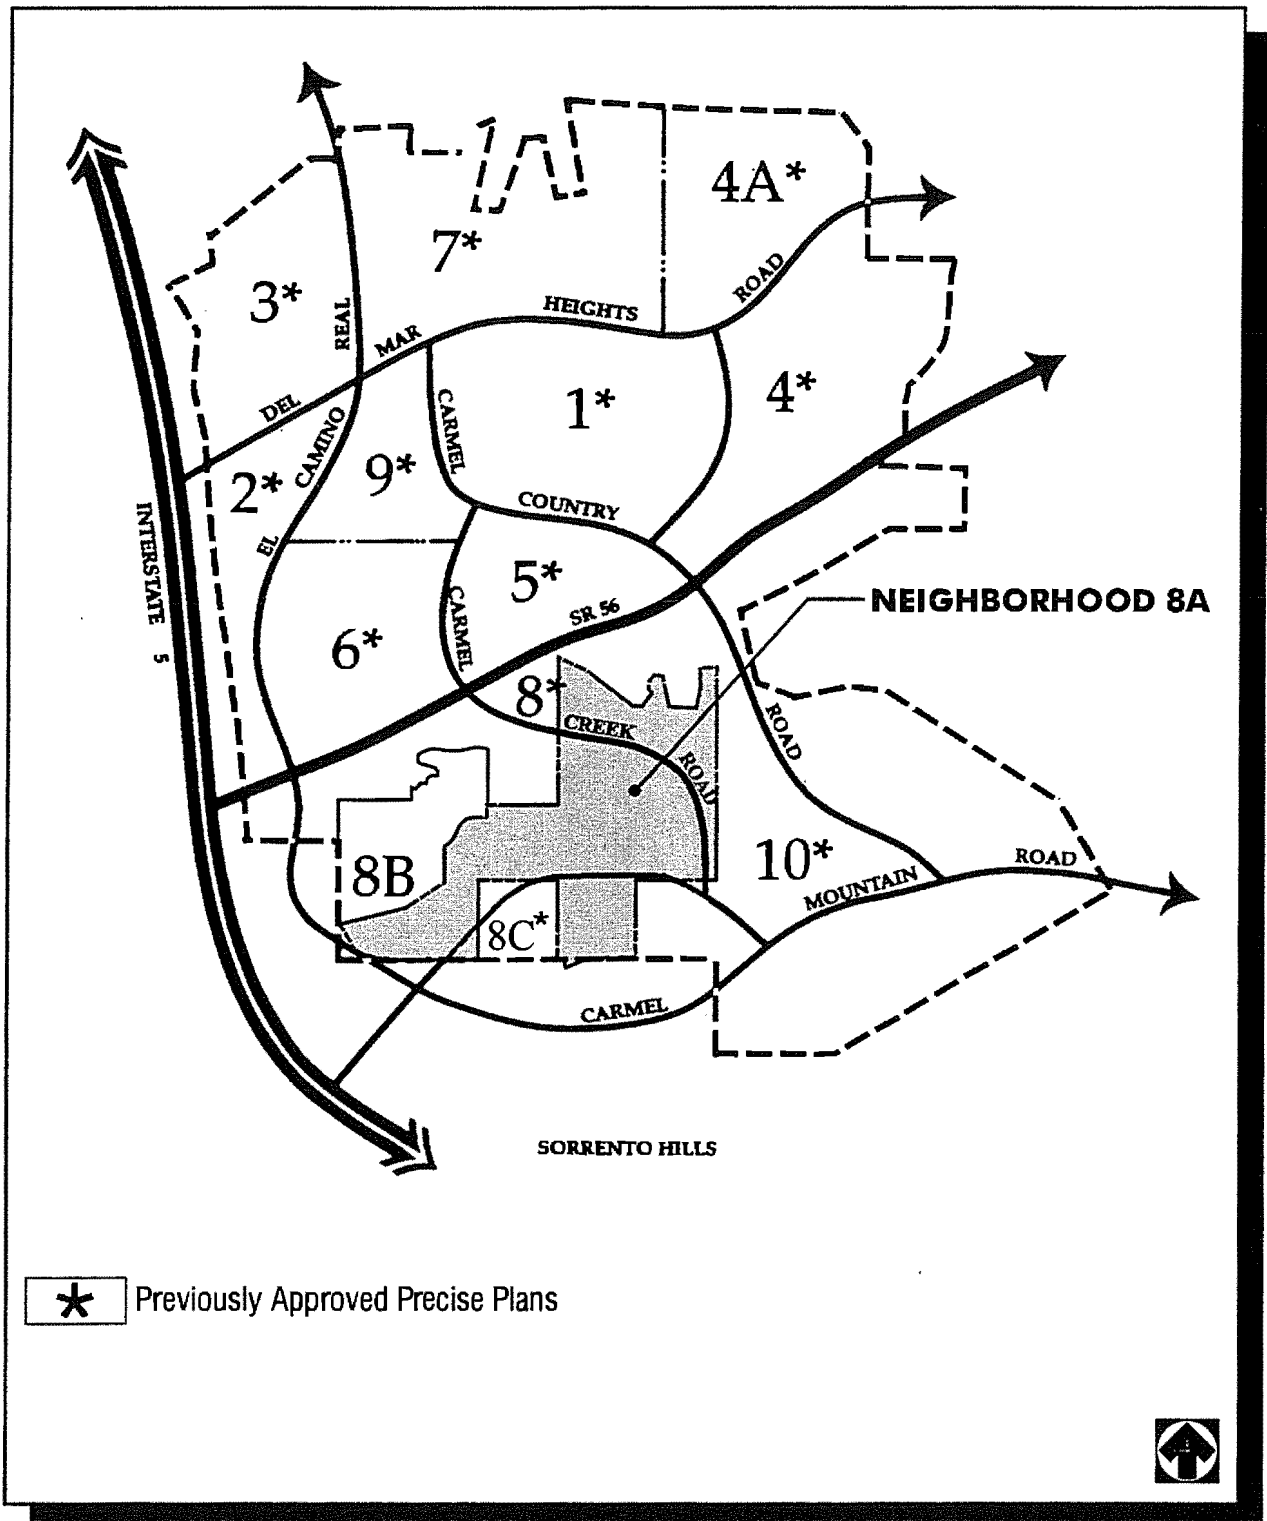 4A*
7*
3*
REAL
DEL
MAR
HEIGHTS
ROAD
1*
4*
2*
EL
CAMINO
9*
CARMEL
COUNTRY
ROAD
INTERSTATE 5
5*
SR 56
NEIGHBORHOOD 8A
6*
CARMEL
CREEK
ROAD
8*
8B
8C*
10*
CARMEL
MOUNTAIN
ROAD
SORRENTO HILLS
* Previously Approved Precise Plans